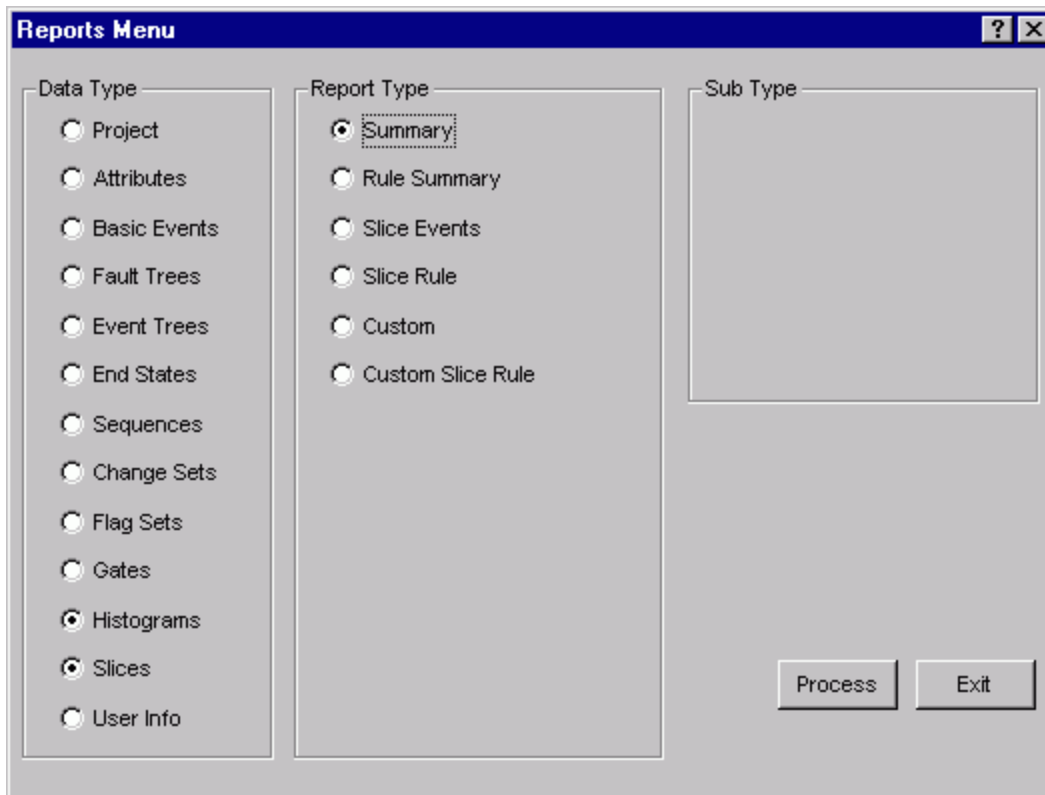 Reports Menu
Data Type
Project
Attributes
Basic Events
Fault Trees
Event Trees
End States
Sequences
Change Sets
Flag Sets
Gates
Histograms
Slices
User Info
Report Type
Summary
Rule Summary
Slice Events
Slice Rule
Custom
Custom Slice Rule
Sub Type
Process
Exit